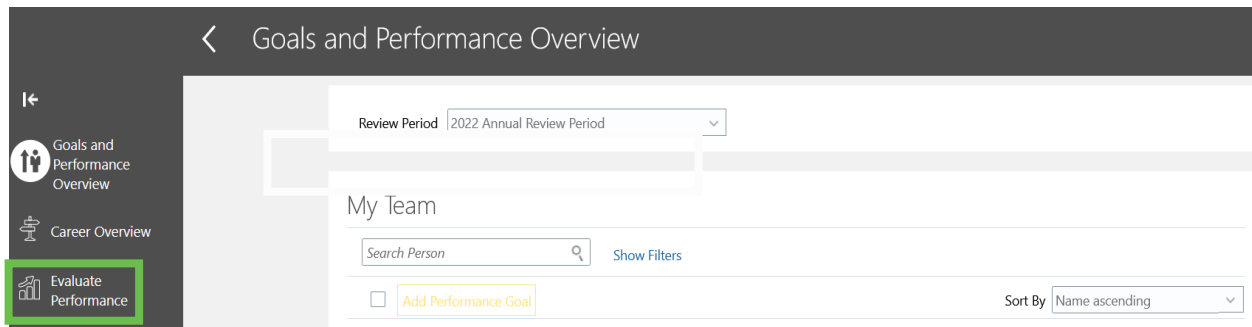 Goals and Performance Overview
Goals and
Performance
Overview
Career Overview
Evaluate
Performance
Review Period 2022 Annual Review Period
My Team
Search Person
Show Filters
Add Performance Goal
Sort By Name ascending